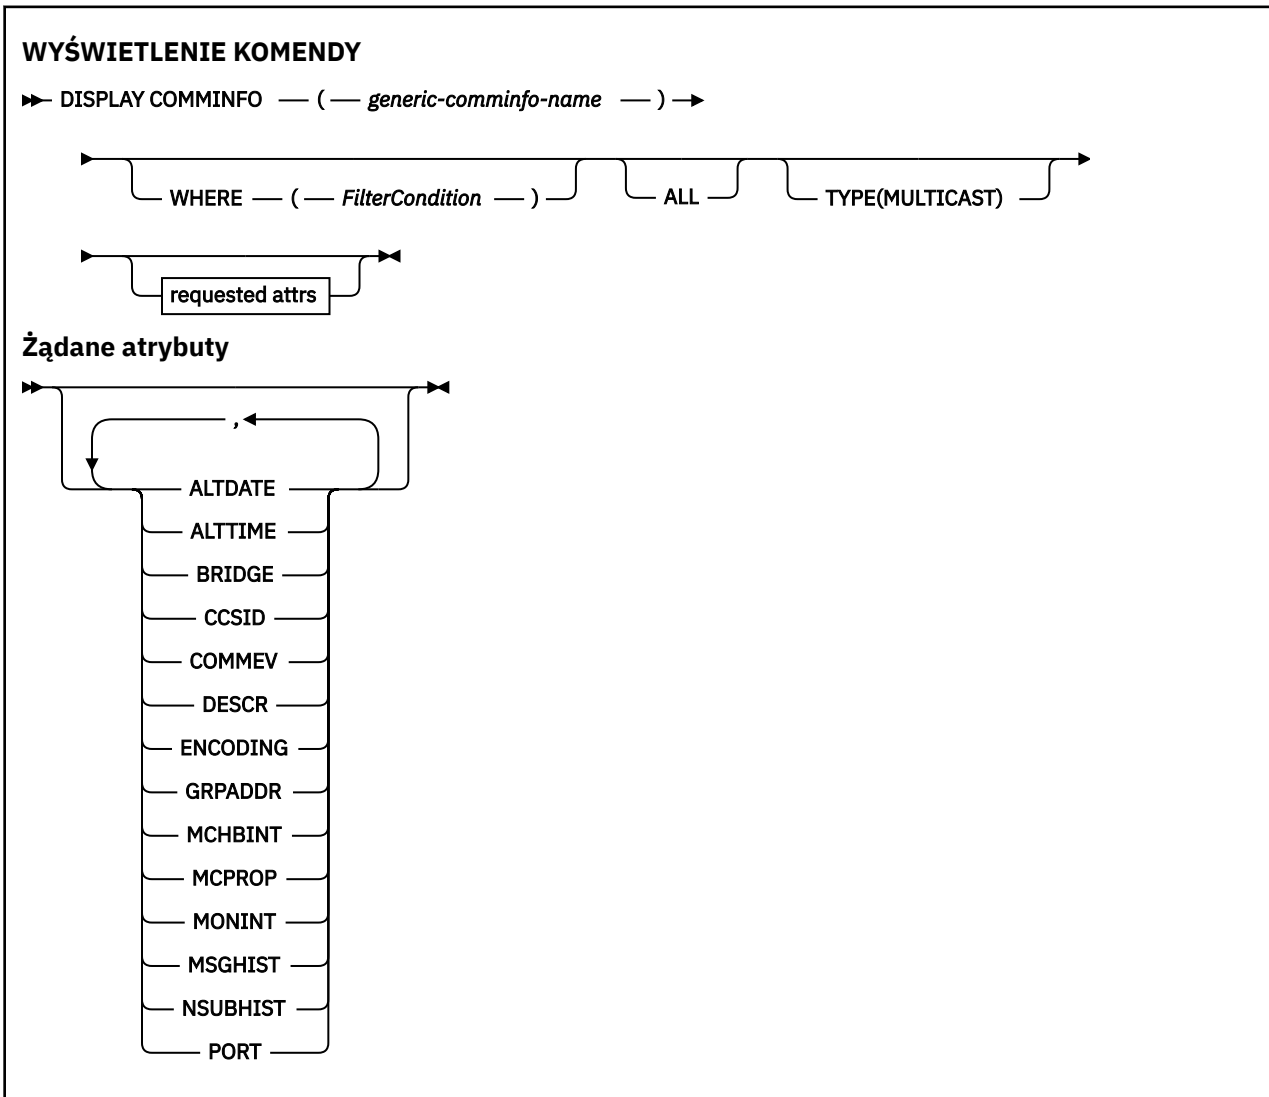 WYŚWIETLENIE KOMENDY
DISPLAY COMMINFO ( generic-comminfo-name )
WHERE ( FilterCondition ) ALL TYPE(MULTICAST)
requested attrs
Żądane atrybuty
,
ALTDATE
ALTTIME
BRIDGE
CCSID
COMMEV
DESCR
ENCODING
GRPADDR
MCHBINT
MCPROP
MONINT
MSGHIST
NSUBHIST
PORT